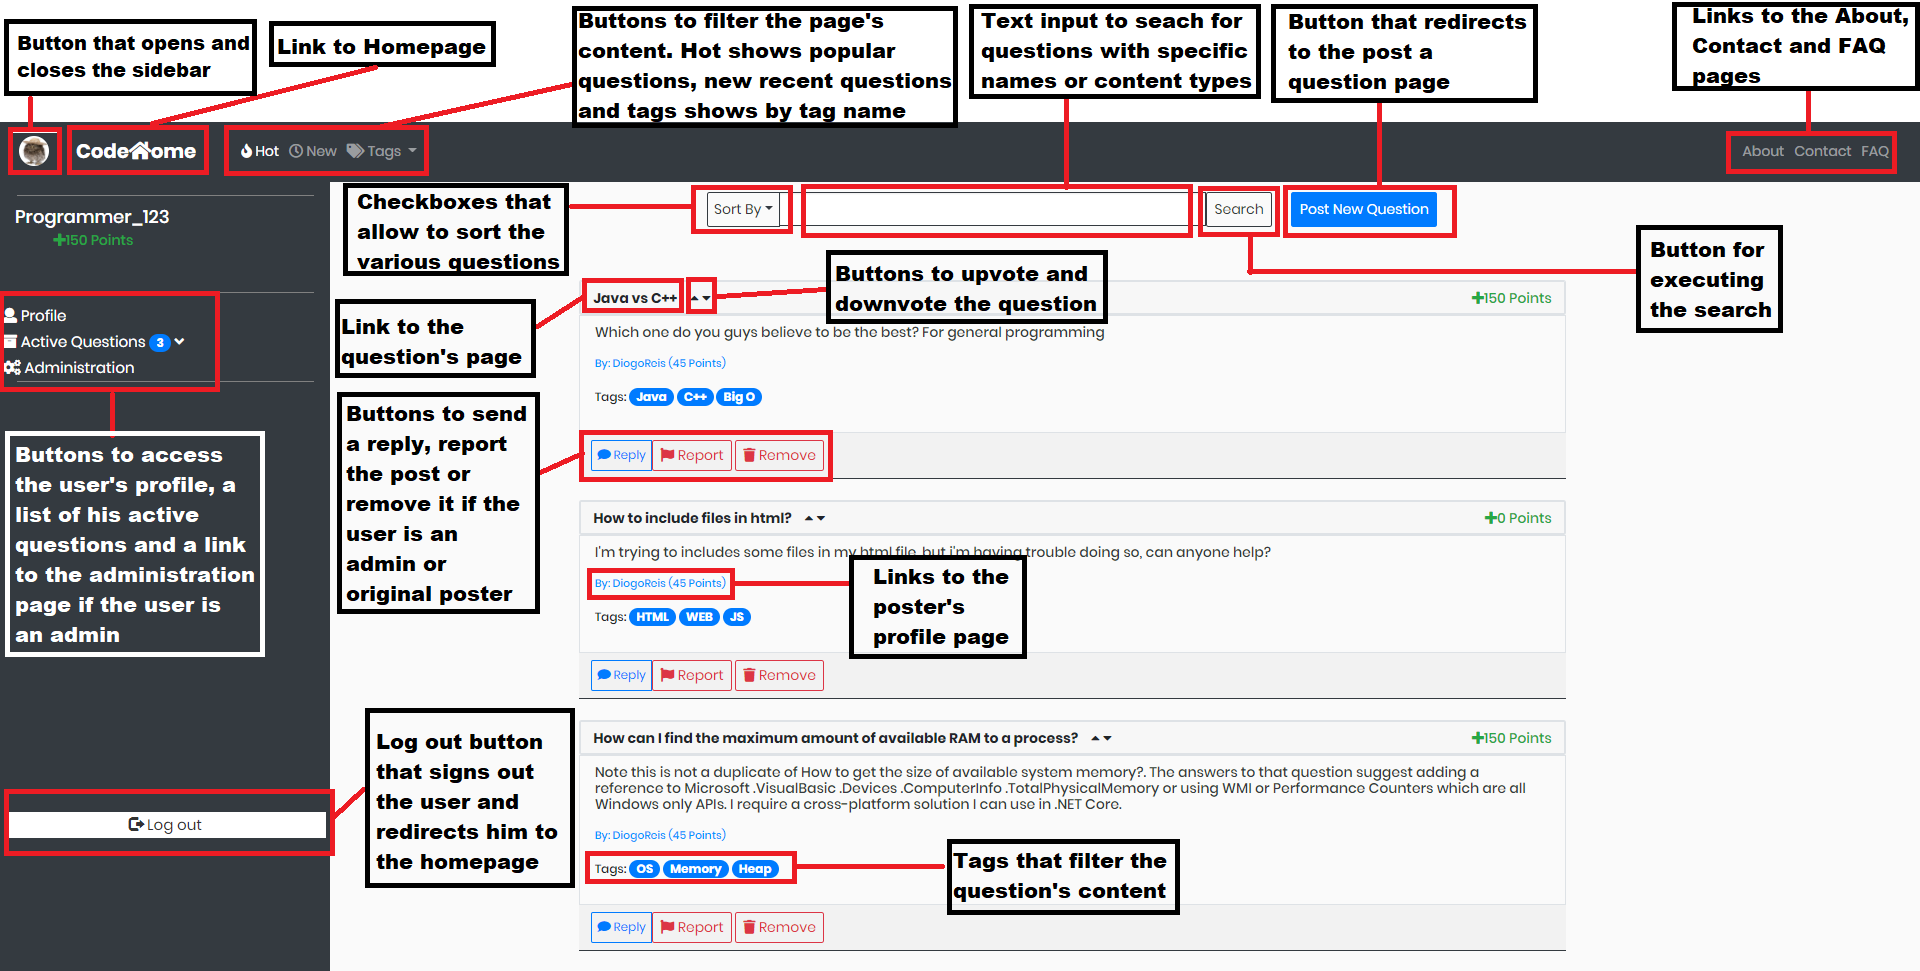 Button that opens and
closes the sidebar
Link to Homepage
Buttons to filter the page's
content. Hot shows popular
questions, new recent questions
and tags shows by tag name
Text input to seach for
questions with specific
names or content types
Button that redirects
to the post a
question page
Links to the About,
Contact and FAQ
pages
CodeHome
Hot New Tags
About Contact FAQ
Programmer_123
+150 Points
Profile
Active Questions 3
Administration
Buttons to access
the user's profile, a
list of his active
questions and a link
to the administration
page if the user is
an admin
Log out
Checkboxes that
allow to sort the
various questions
Sort By
Search
Post New Question
Button for
executing
the search
Link to the
question's page
Buttons to upvote and
downvote the question
Java vs C++
+150 Points
Which one do you guys believe to be the best? For general programming
By: DiogoReis (45 Points)
Tags: Java C++ Big O
Reply Report Remove
Buttons to send
a reply, report
the post or
remove it if the
user is an
admin or
original poster
How to include files in html?
+0 Points
I'm trying to includes some files in my html file, but i'm having trouble doing so, can anyone help?
By: DiogoReis (45 Points)
Links to the
poster's
profile page
Tags: HTML WEB JS
Reply Report Remove
Log out button
that signs out
the user and
redirects him to
the homepage
How can I find the maximum amount of available RAM to a process?
+150 Points
Note this is not a duplicate of How to get the size of available system memory?. The answers to that question suggest adding a
reference to Microsoft .VisualBasic .Devices .ComputerInfo .TotalPhysicalMemory or using WMI or Performance Counters which are all
Windows only APIs. I require a cross-platform solution I can use in .NET Core.
By: DiogoReis (45 Points)
Tags: OS Memory Heap
Tags that filter the
question's content
Reply Report Remove